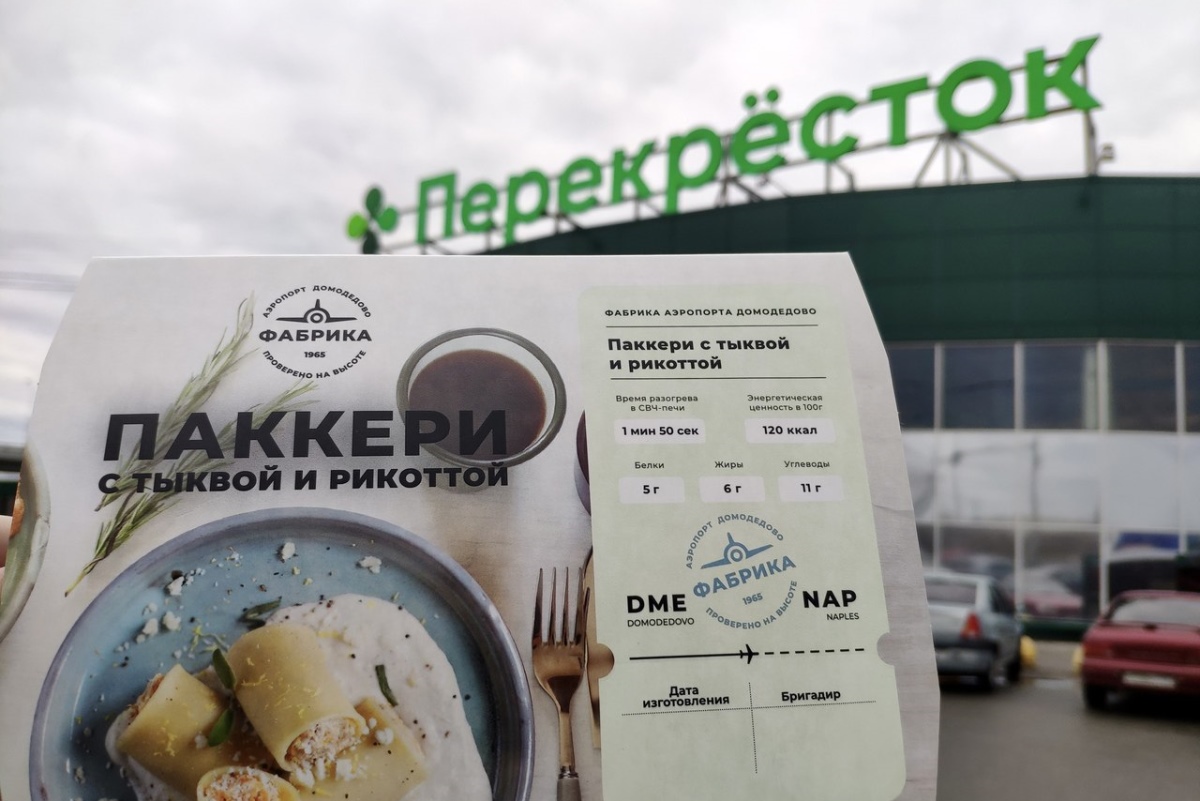 Перекрёсток
АЭРОПОРТ ДОМОДЕДОВО
ФАБРИКА
1965
ПРОВЕРЕНО НА ВЫСОТЕ
ПАККЕРИ
С ТЫКВОЙ И РИКОТТОЙ
ФАБРИКА АЭРОПОРТА ДОМОДЕДОВО
Паккери с тыквой
и рикоттой
Время разогрева
в СВЧ-печи
1 мин 50 сек
Энергетическая
ценность в 100г
120 ккал
Белки
5 г
Жиры
6 г
Углеводы
11 г
АЭРОПОРТ ДОМОДЕДОВО
ФАБРИКА
1965
ПРОВЕРЕНО НА ВЫСОТЕ
DME
DOMODEDOVO
NAP
NAPLES
Дата
изготовления
Бригадир